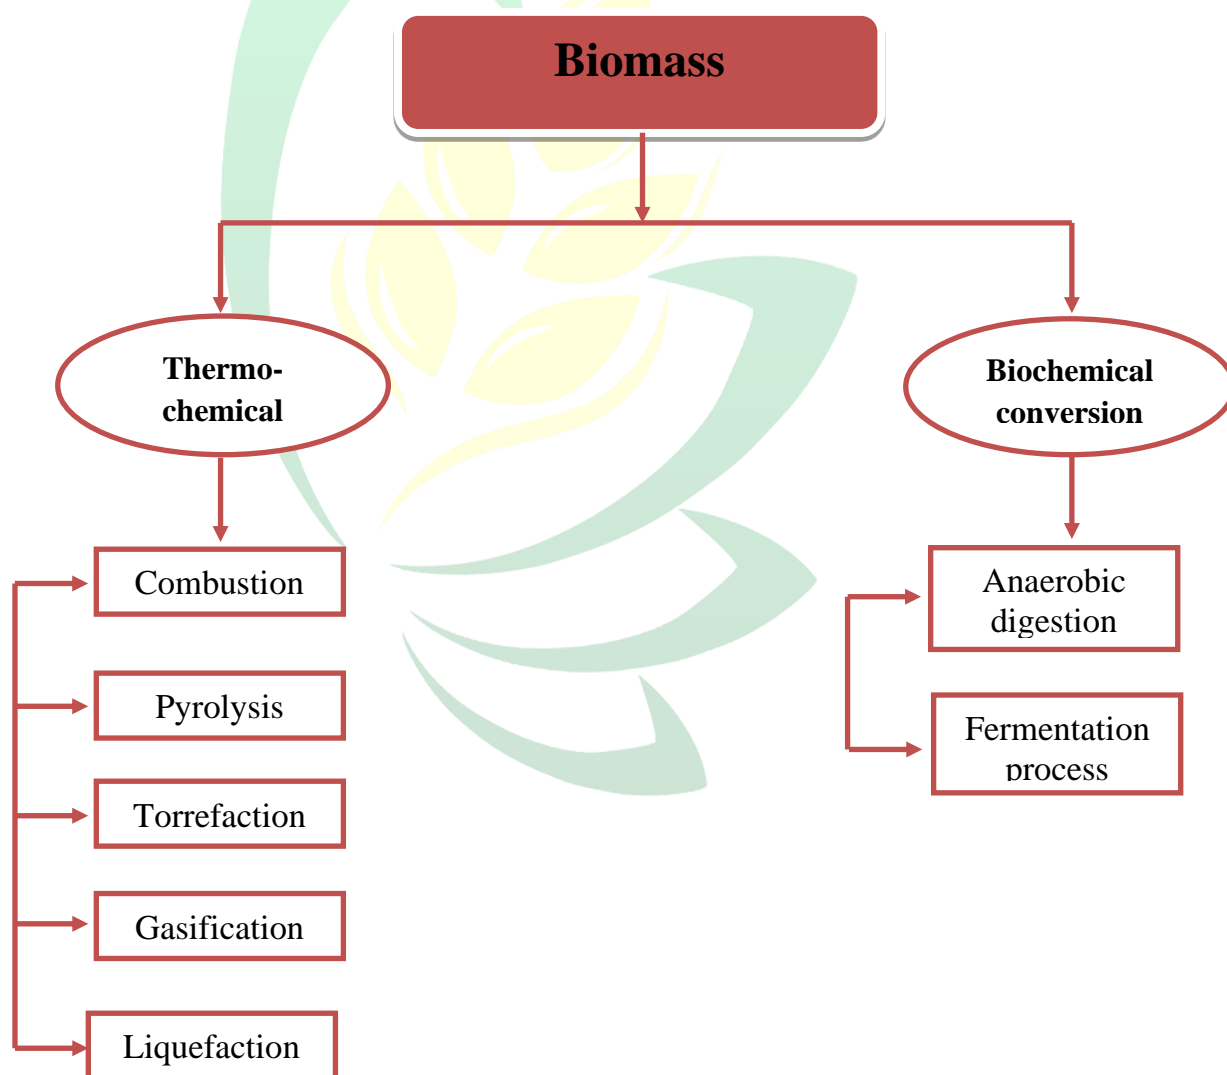 Biomass
Thermo-
chemical
Biochemical
conversion
Combustion
Pyrolysis
Torrefaction
Gasification
Liquefaction
Anaerobic
digestion
Fermentation
process